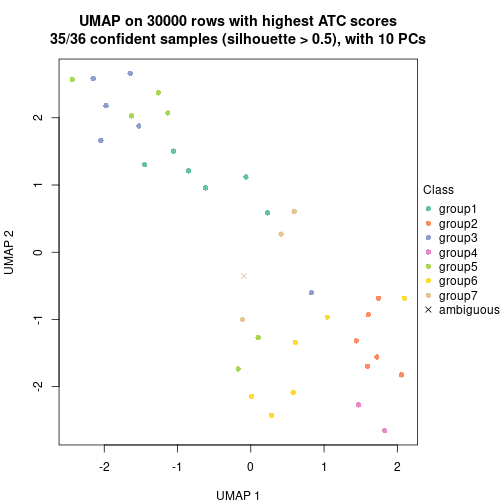 UMAP on 30000 rows with highest ATC scores
35/36 confident samples (silhouette > 0.5), with 10 PCs
2
1
0
-1
-2
UMAP 2
-2
-1
0
1
2
UMAP 1
Class
group1
group2
group3
group4
group5
group6
group7
ambiguous